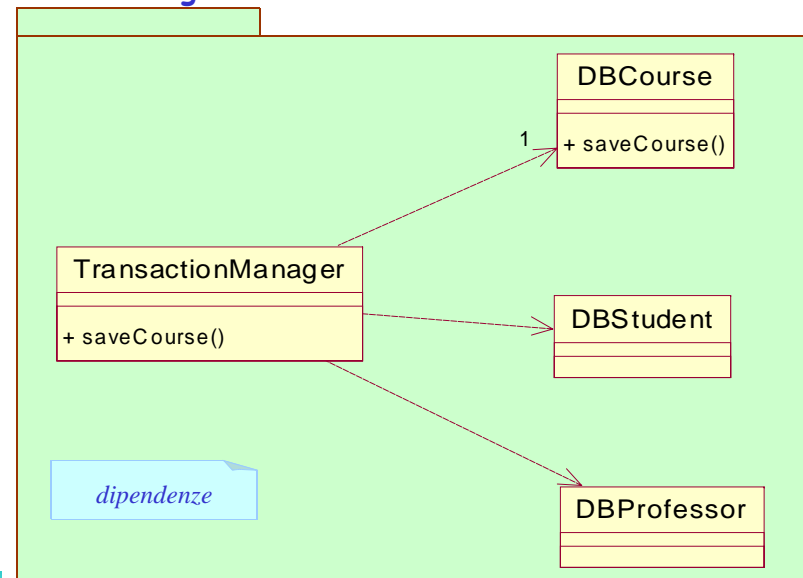 DBCourse
1
+ saveCourse()
TransactionManager
+ saveCourse()
DBStudent
dipendenze
DBProfessor